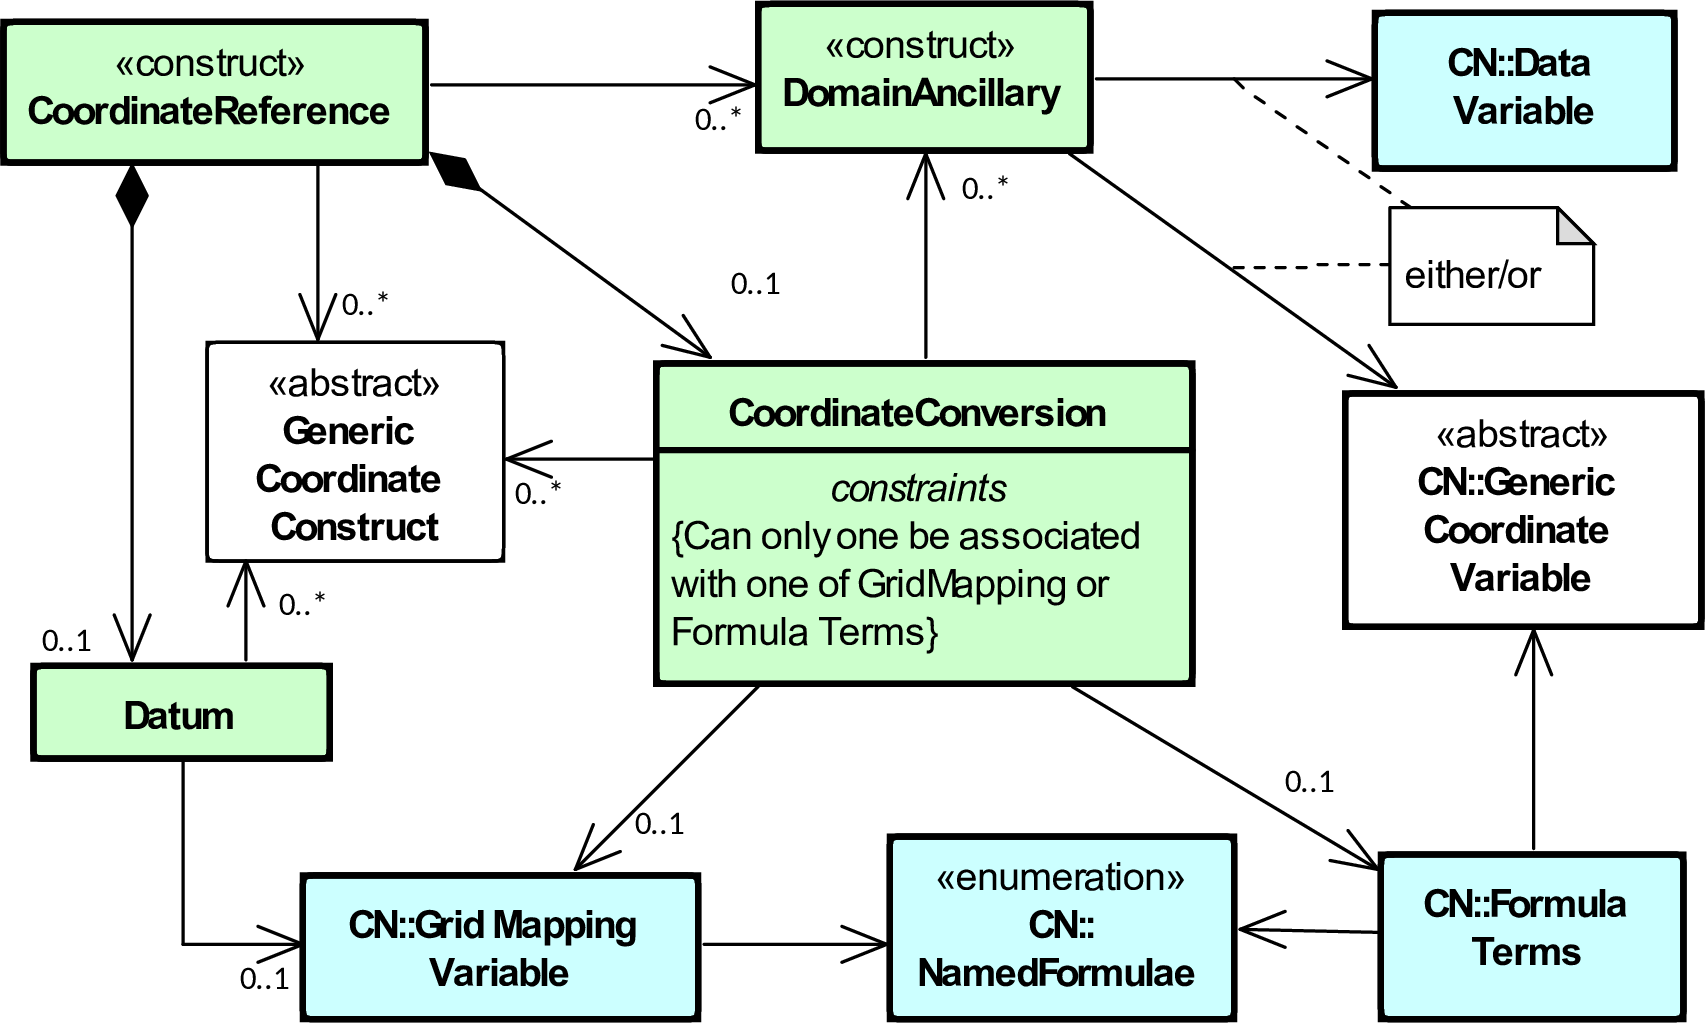 «construct»
CoordinateReference
«construct»
DomainAncillary
CN::Data
Variable
0..*
0..*
either/or
0..1
0..*
«abstract»
Generic
Coordinate
Construct
0..*
CoordinateConversion
constraints
{Can only one be associated
with one of GridMapping or
Formula Terms}
«abstract»
CN::Generic
Coordinate
Variable
0..*
0..1
Datum
0..1
0..1
0..1
CN::Grid Mapping
Variable
«enumeration»
CN::
NamedFormulae
CN::Formula
Terms